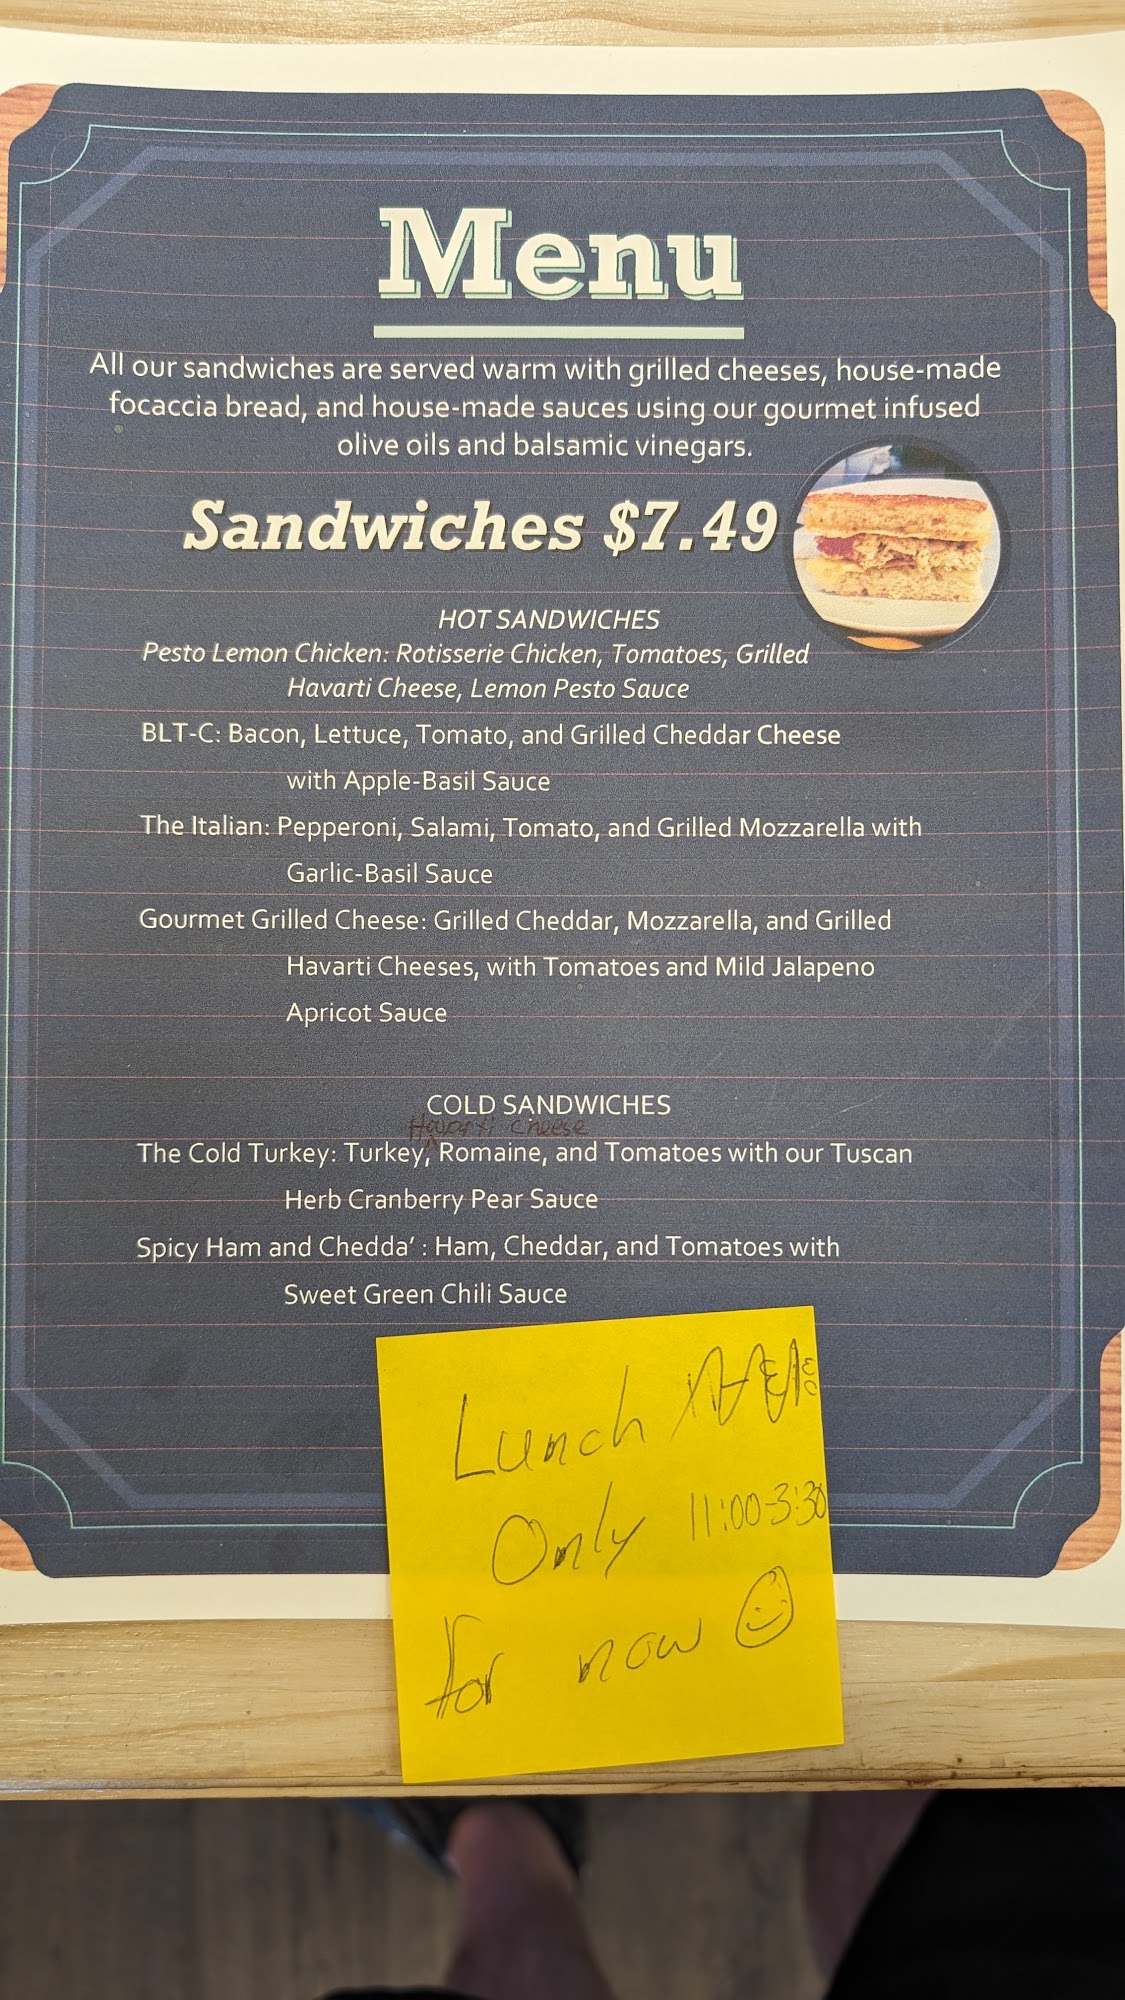 Menu
All our sandwiches are served warm with grilled cheeses, house-made
focaccia bread, and house-made sauces using our gourmet infused
olive oils and balsamic vinegars.
Sandwiches $7.49
HOT SANDWICHES
Pesto Lemon Chicken: Rotisserie Chicken, Tomatoes, Grilled
Havarti Cheese, Lemon Pesto Sauce
BLT-C: Bacon, Lettuce, Tomato, and Grilled Cheddar Cheese
with Apple-Basil Sauce
The Italian: Pepperoni, Salami, Tomato, and Grilled Mozzarella with
Garlic-Basil Sauce
Gourmet Grilled Cheese: Grilled Cheddar, Mozzarella, and Grilled
Havarti Cheeses, with Tomatoes and Mild Jalapeno
Apricot Sauce
COLD SANDWICHES
Havarti Cheese
The Cold Turkey: Turkey, Romaine, and Tomatoes with our Tuscan
Herb Cranberry Pear Sauce
Spicy Ham and Chedda’ : Ham, Cheddar, and Tomatoes with
Sweet Green Chili Sauce
Lunch
Only 11:00-3:30
for now